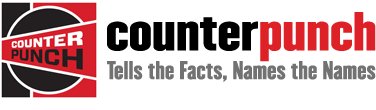 COUNTER
PUNCH
counterpunch
Tells the Facts, Names the Names